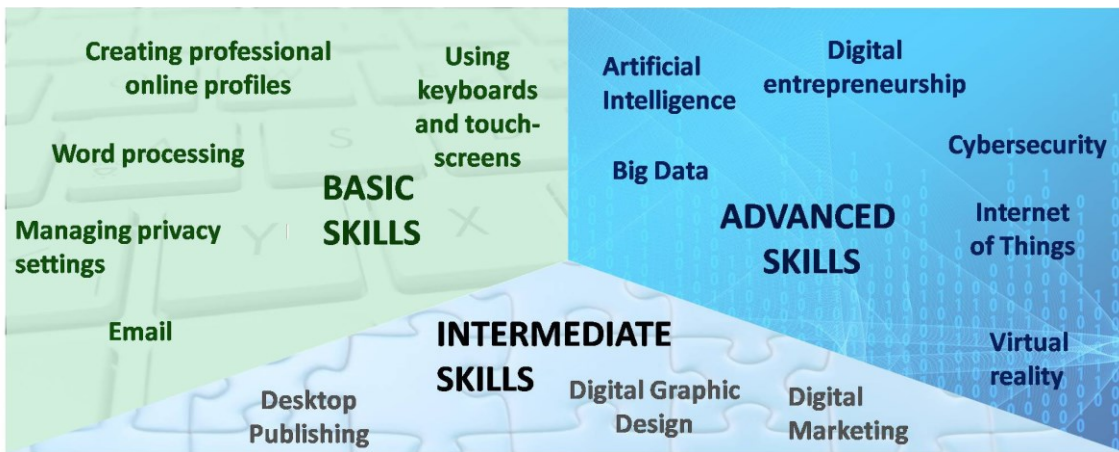 Creating professional
online profiles
Using
keyboards
and touch-
screens
Word processing
BASIC
SKILLS
Managing privacy
settings
Email
Artificial
Intelligence
Digital
entrepreneurship
Cybersecurity
Big Data
ADVANCED
SKILLS
Internet
of Things
Virtual
reality
INTERMEDIATE
SKILLS
Desktop
Publishing
Digital Graphic
Design
Digital
Marketing